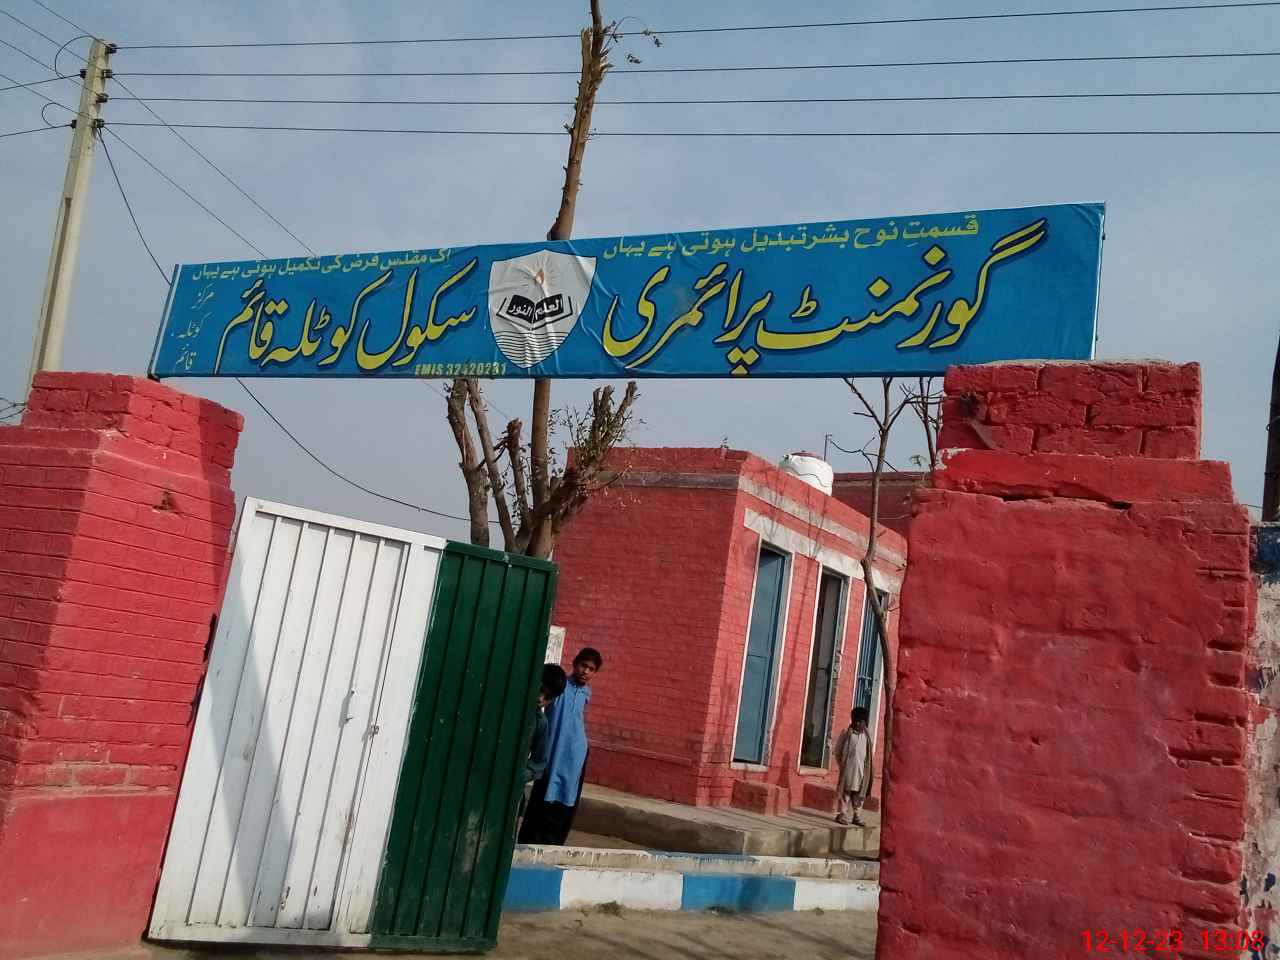 قسمتِ نوح بشر تبدیل ہوتی ہے یہاں
اِک مقدس فرض کی تکمیل ہوتی ہے یہاں
گورنمنٹ پرائمری سکول کوٹلہ قائم
العلم النور
مرکز
کوٹلہ
قائم
EMIS 32420231
12-12-23 13:08